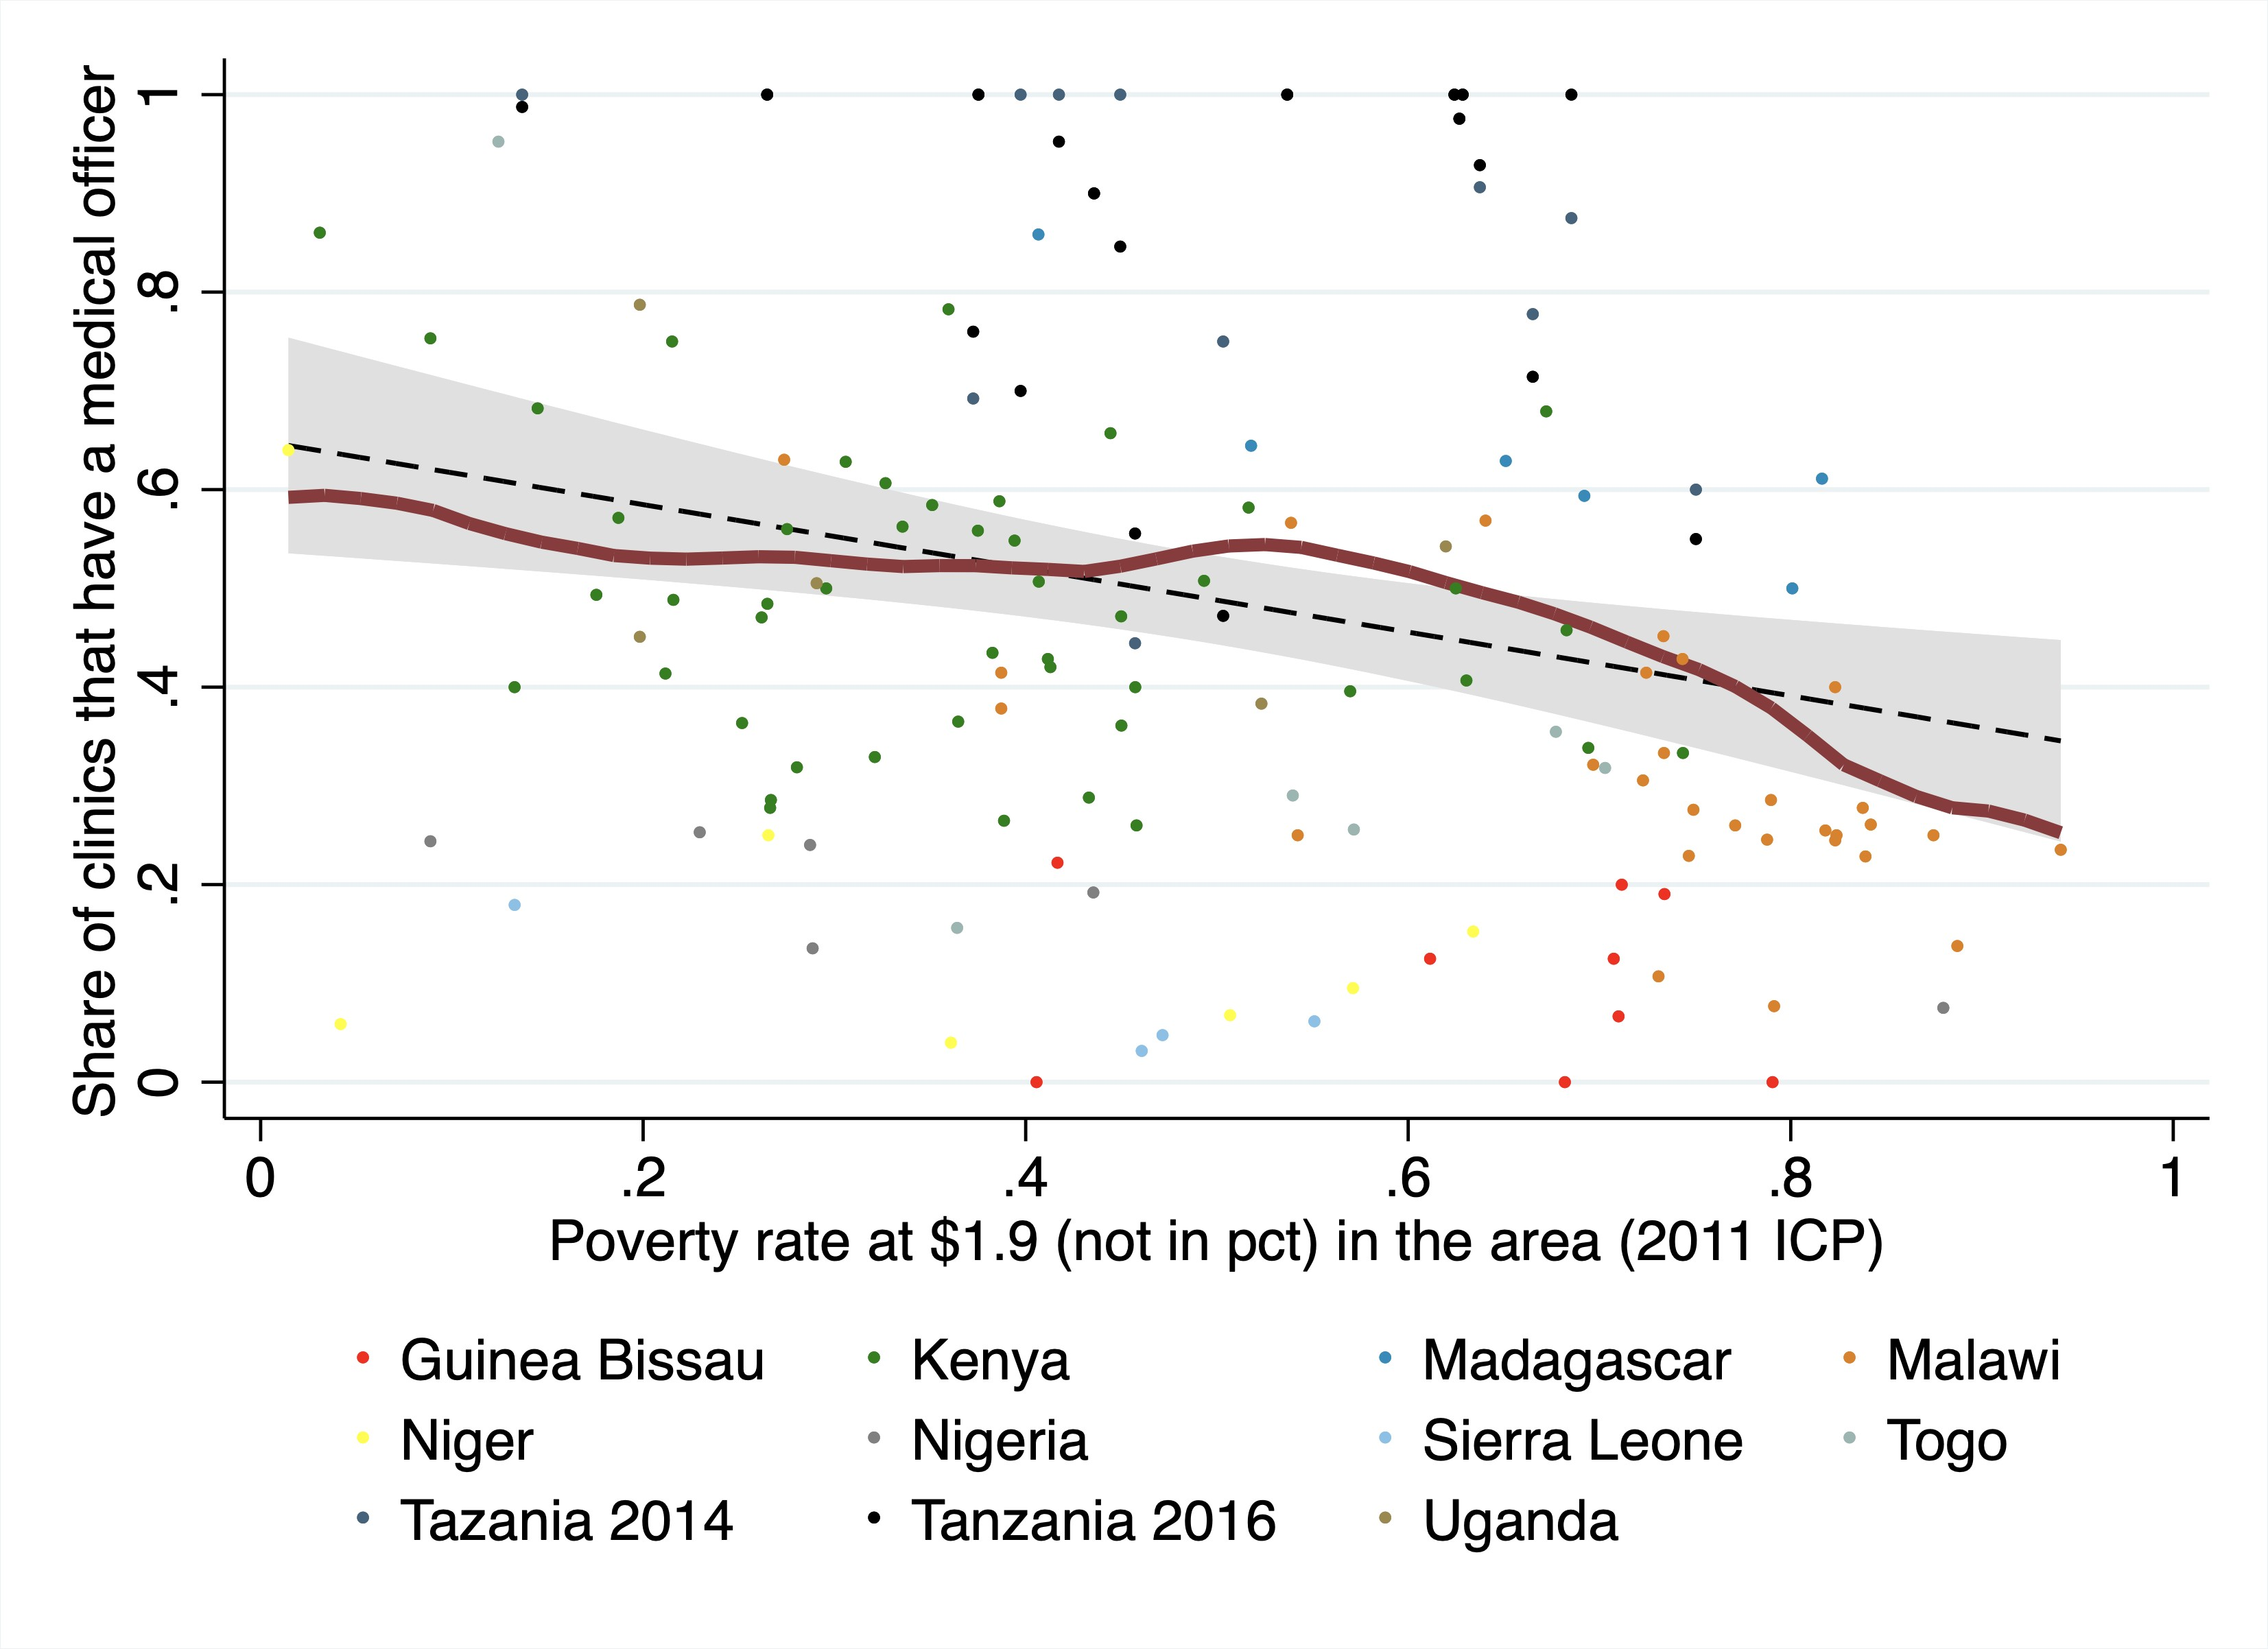 Share of clinics that have a medical officer
1
.8
.6
.4
.2
0
0 .2 .4 .6 .8 1
Poverty rate at $1.9 (not in pct) in the area (2011 ICP)
Guinea Bissau Kenya Madagascar Malawi
Niger Nigeria Sierra Leone Togo
Tazania 2014 Tanzania 2016 Uganda